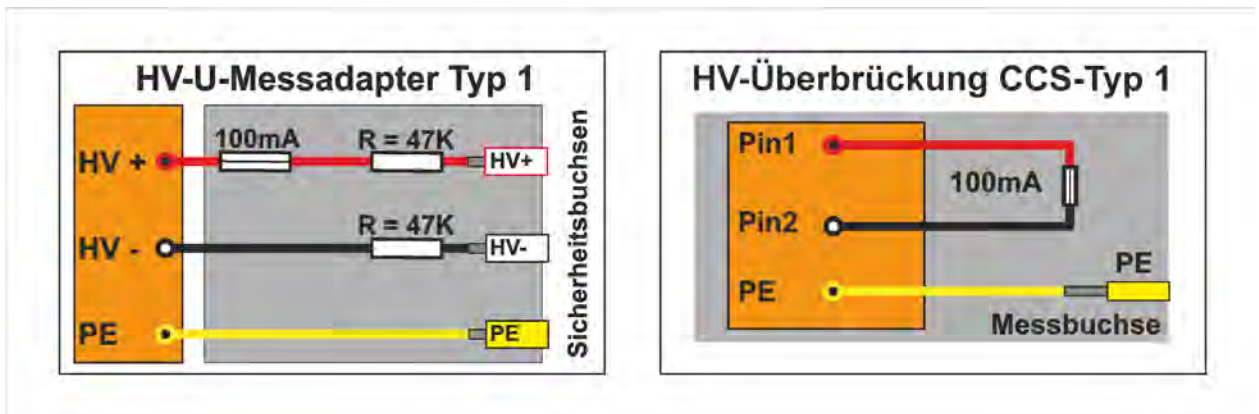 HV-U-Messadapter Typ 1
HV +
100mA
R = 47K
HV+
HV -
R = 47K
HV-
PE
PE
Sicherheitsbuchsen
HV-Überbrückung CCS-Typ 1
Pin1
100mA
Pin2
PE
PE
Messbuchse